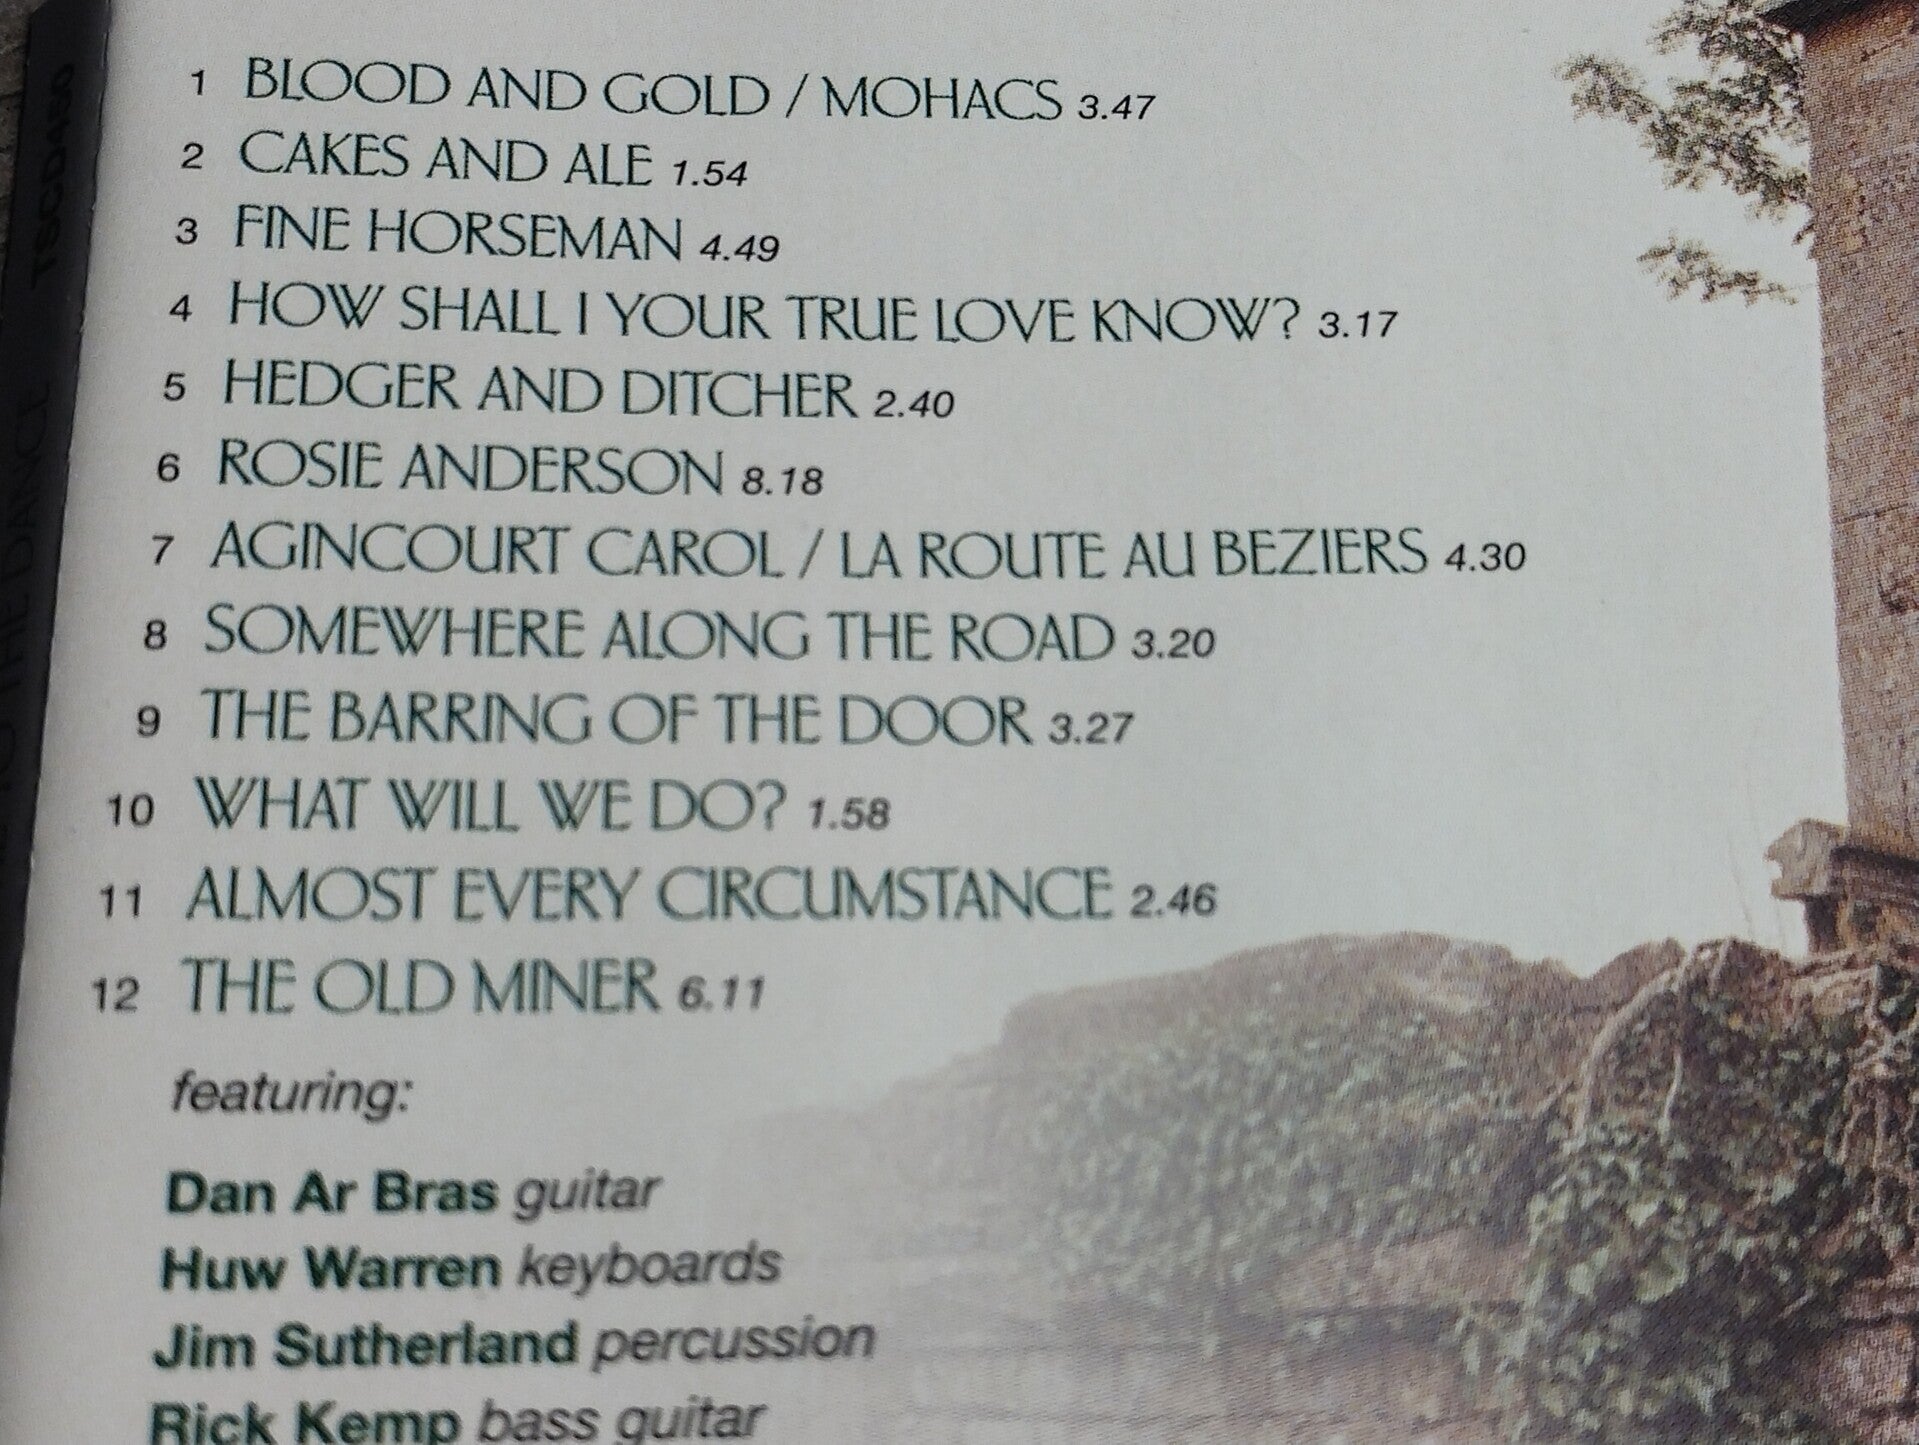 1 BLOOD AND GOLD / MOHACS 3.47
2 CAKES AND ALE 1.54
3 FINE HORSEMAN 4.49
4 HOW SHALL I YOUR TRUE LOVE KNOW? 3.17
5 HEDGER AND DITCHER 2.40
6 ROSIE ANDERSON 8.18
7 AGINCOURT CAROL / LA ROUTE AU BEZIERS 4.30
8 SOMEWHERE ALONG THE ROAD 3.20
9 THE BARRING OF THE DOOR 3.27
10 WHAT WILL WE DO? 1.58
11 ALMOST EVERY CIRCUMSTANCE 2.46
12 THE OLD MINER 6.11
featuring:
Dan Ar Bras guitar
Huw Warren keyboards
Jim Sutherland percussion
Rick Kemp bass guitar
TO THE DANCE TSCD450